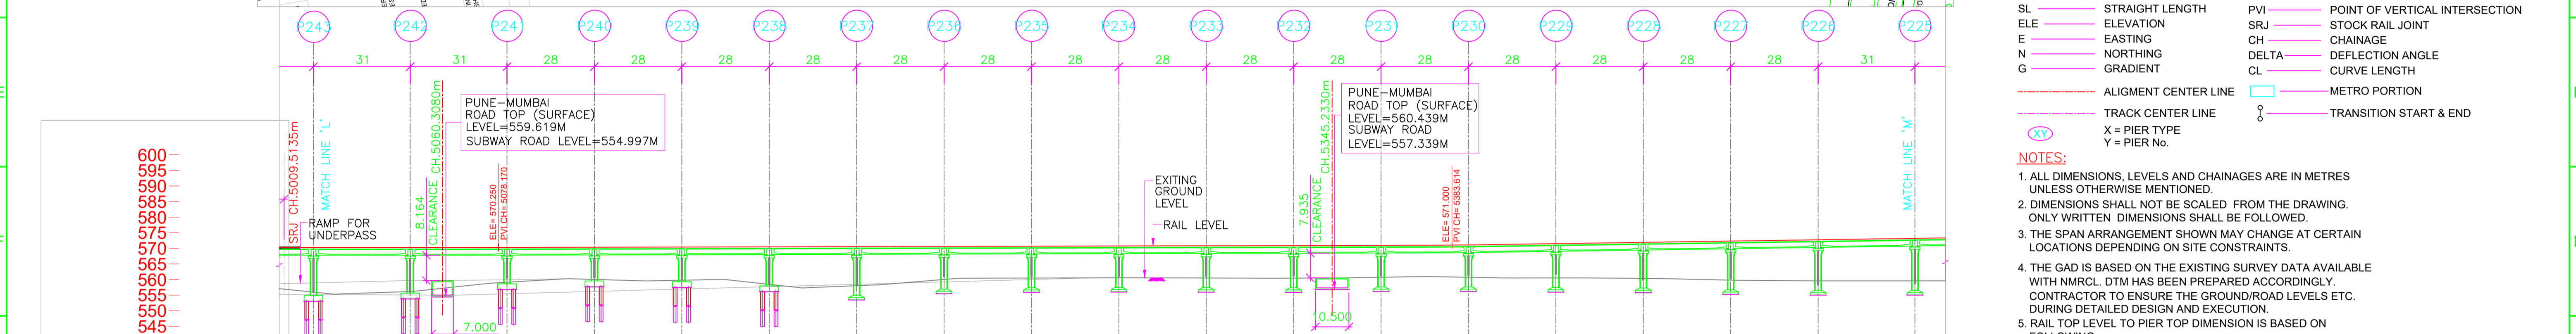 P243 P242 P241 P240 P239 P238 P237 P236 P235 P234 P233 P232 P231 P230 P229 P228 P227 P226 P225
31 31 28 28 28 28 28 28 28 28 28 28 28 28 28 28 28 31
SRJ CH.5009.5135m
MATCH LINE 'L'
CLEARANCE CH.5060.3080m
8.164
PUNE-MUMBAI
ROAD TOP (SURFACE)
LEVEL=559.619M
SUBWAY ROAD LEVEL=554.997M
ELE= 570.250
PVI.CH= 5078.170
RAMP FOR
UNDERPASS
EXITING
GROUND
LEVEL
RAIL LEVEL
7.935
CLEARANCE
CH.5345.2330m
PUNE-MUMBAI
ROAD TOP (SURFACE)
LEVEL=560.439M
SUBWAY ROAD
LEVEL=557.339M
ELE= 571.000
PVI CH= 5383.614
MATCH LINE 'M'
600
595
590
585
580
575
570
565
560
555
550
545
7.000
10.500
SL STRAIGHT LENGTH
ELE ELEVATION
E EASTING
N NORTHING
G GRADIENT
ALIGMENT CENTER LINE
TRACK CENTER LINE
XY X = PIER TYPE
Y = PIER No.
PVI POINT OF VERTICAL INTERSECTION
SRJ STOCK RAIL JOINT
CH CHAINAGE
DELTA DEFLECTION ANGLE
CL CURVE LENGTH
METRO PORTION
TRANSITION START & END
NOTES:
1. ALL DIMENSIONS, LEVELS AND CHAINAGES ARE IN METRES
UNLESS OTHERWISE MENTIONED.
2. DIMENSIONS SHALL NOT BE SCALED FROM THE DRAWING.
ONLY WRITTEN DIMENSIONS SHALL BE FOLLOWED.
3. THE SPAN ARRANGEMENT SHOWN MAY CHANGE AT CERTAIN
LOCATIONS DEPENDING ON SITE CONSTRAINTS.
4. THE GAD IS BASED ON THE EXISTING SURVEY DATA AVAILABLE
WITH NMRCL. DTM HAS BEEN PREPARED ACCORDINGLY.
CONTRACTOR TO ENSURE THE GROUND/ROAD LEVELS ETC.
DURING DETAILED DESIGN AND EXECUTION.
5. RAIL TOP LEVEL TO PIER TOP DIMENSION IS BASED ON